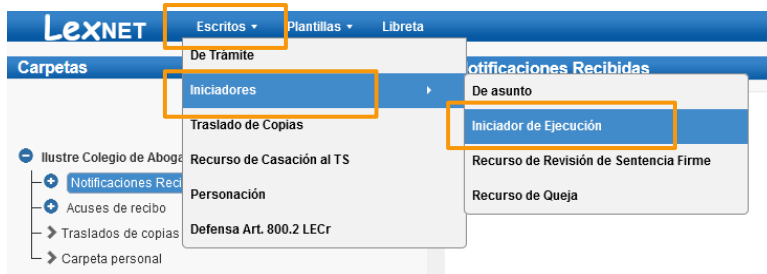 LexNET Escritos Plantillas Libreta
Carpetas
otificaciones Recibidas
De Trámite
Iniciadores
Traslado de Copias
Recurso de Casación al TS
Personación
Defensa Art. 800.2 LECr
De asunto
Iniciador de Ejecución
Recurso de Revisión de Sentencia Firme
Recurso de Queja
Ilustre Colegio de Aboga
Notificaciones Reci
Acuses de recibo
Traslados de copias
Carpeta personal